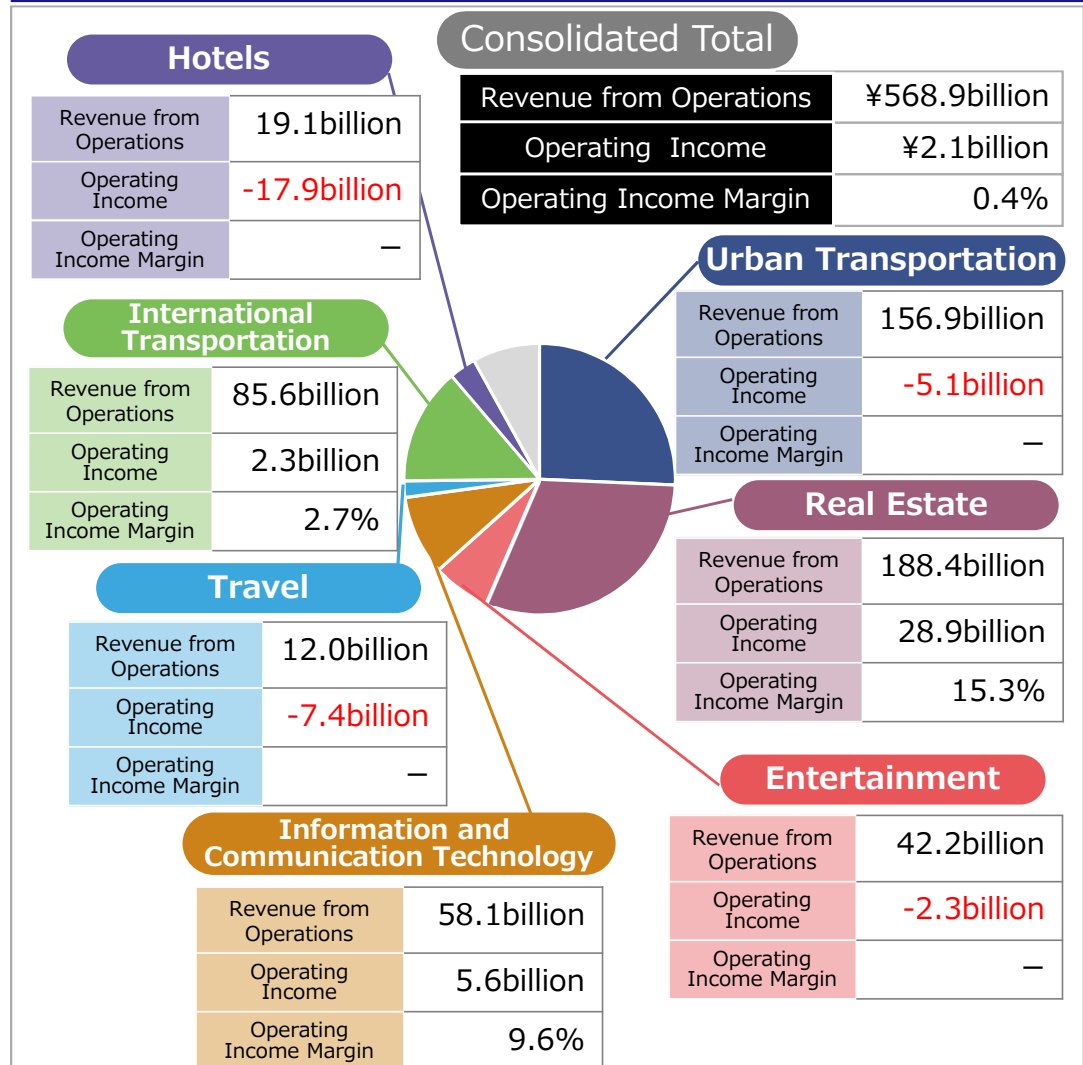 Consolidated Total
Revenue from Operations ¥568.9billion
Operating Income ¥2.1billion
Operating Income Margin 0.4%
Hotels
Revenue from
Operations
19.1billion
Operating
Income
-17.9billion
Operating
Income Margin
–
Urban Transportation
Revenue from
Operations
156.9billion
Operating
Income
-5.1billion
Operating
Income Margin
–
International
Transportation
Revenue from
Operations
85.6billion
Operating
Income
2.3billion
Operating
Income Margin
2.7%
Real Estate
Revenue from
Operations
188.4billion
Operating
Income
28.9billion
Operating
Income Margin
15.3%
Travel
Revenue from
Operations
12.0billion
Operating
Income
-7.4billion
Operating
Income Margin
–
Entertainment
Revenue from
Operations
42.2billion
Operating
Income
-2.3billion
Operating
Income Margin
–
Information and
Communication Technology
Revenue from
Operations
58.1billion
Operating
Income
5.6billion
Operating
Income Margin
9.6%